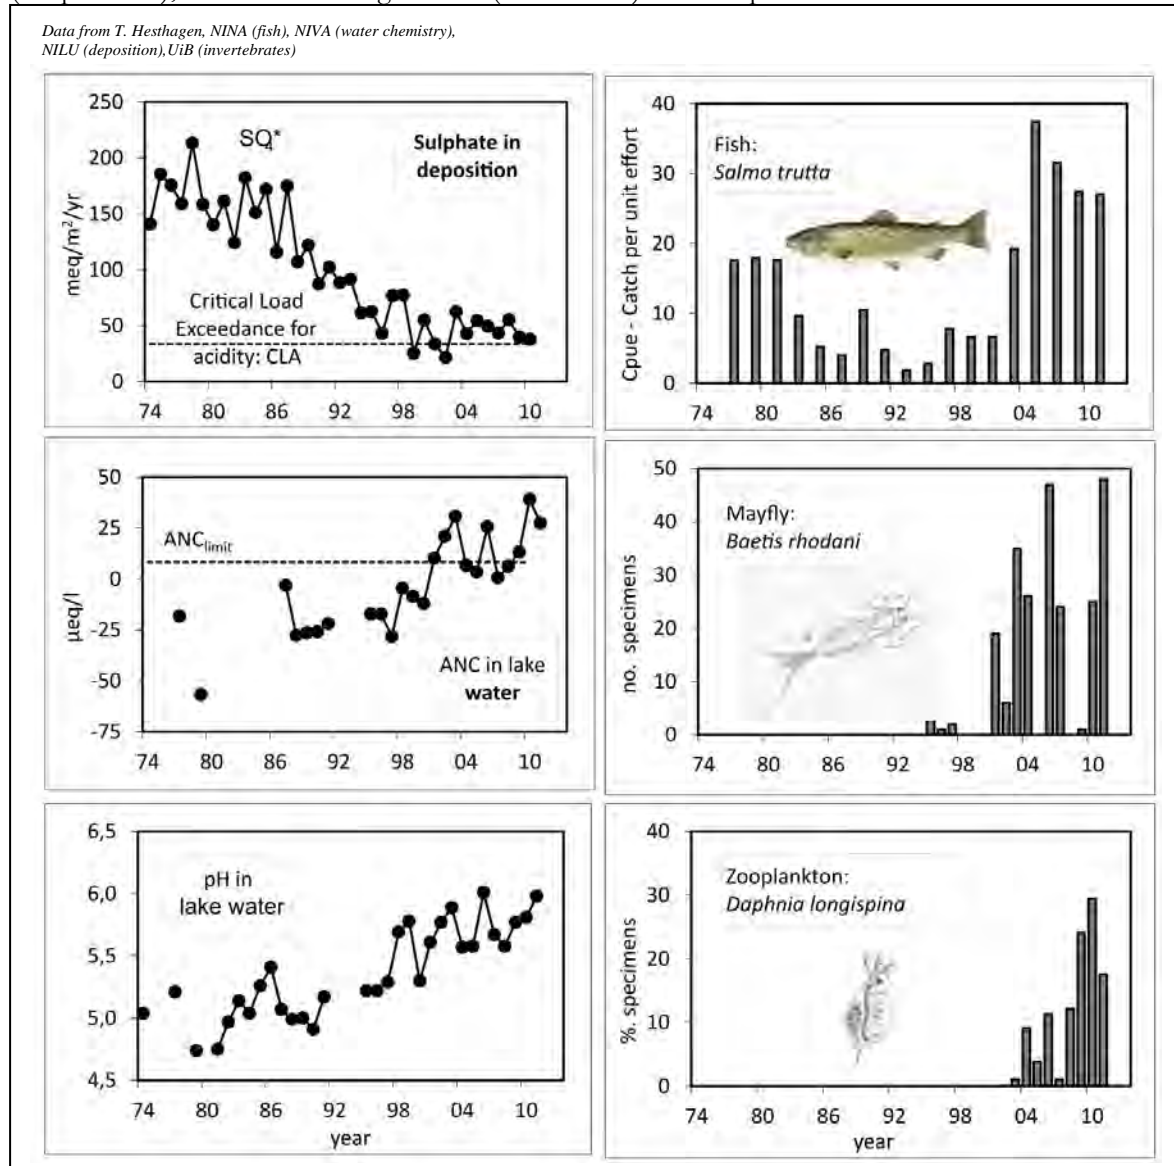 Data from T. Hesthagen, NINA (fish), NIVA (water chemistry),
NILU (deposition),UiB (invertebrates)
250
200
150
100
50
0
meq/m²/yr
SO₄*
Sulphate in
deposition
Critical Load
Exceedance for
acidity: CLA
74 80 86 92 98 04 10
40
30
20
10
0
Cpue - Catch per unit effort
Fish:
Salmo trutta
74 80 86 92 98 04 10
50
25
0
-25
-50
-75
µeq/l
ANClimit
ANC in lake
water
74 80 86 92 98 04 10
50
40
30
20
10
0
no. specimens
Mayfly:
Baetis rhodani
74 80 86 92 98 04 10
6,5
6,0
5,5
5,0
4,5
pH in
lake water
74 80 86 92 98 04 10
year
40
30
20
10
0
%. specimens
Zooplankton:
Daphnia longispina
74 80 86 92 98 04 10
year